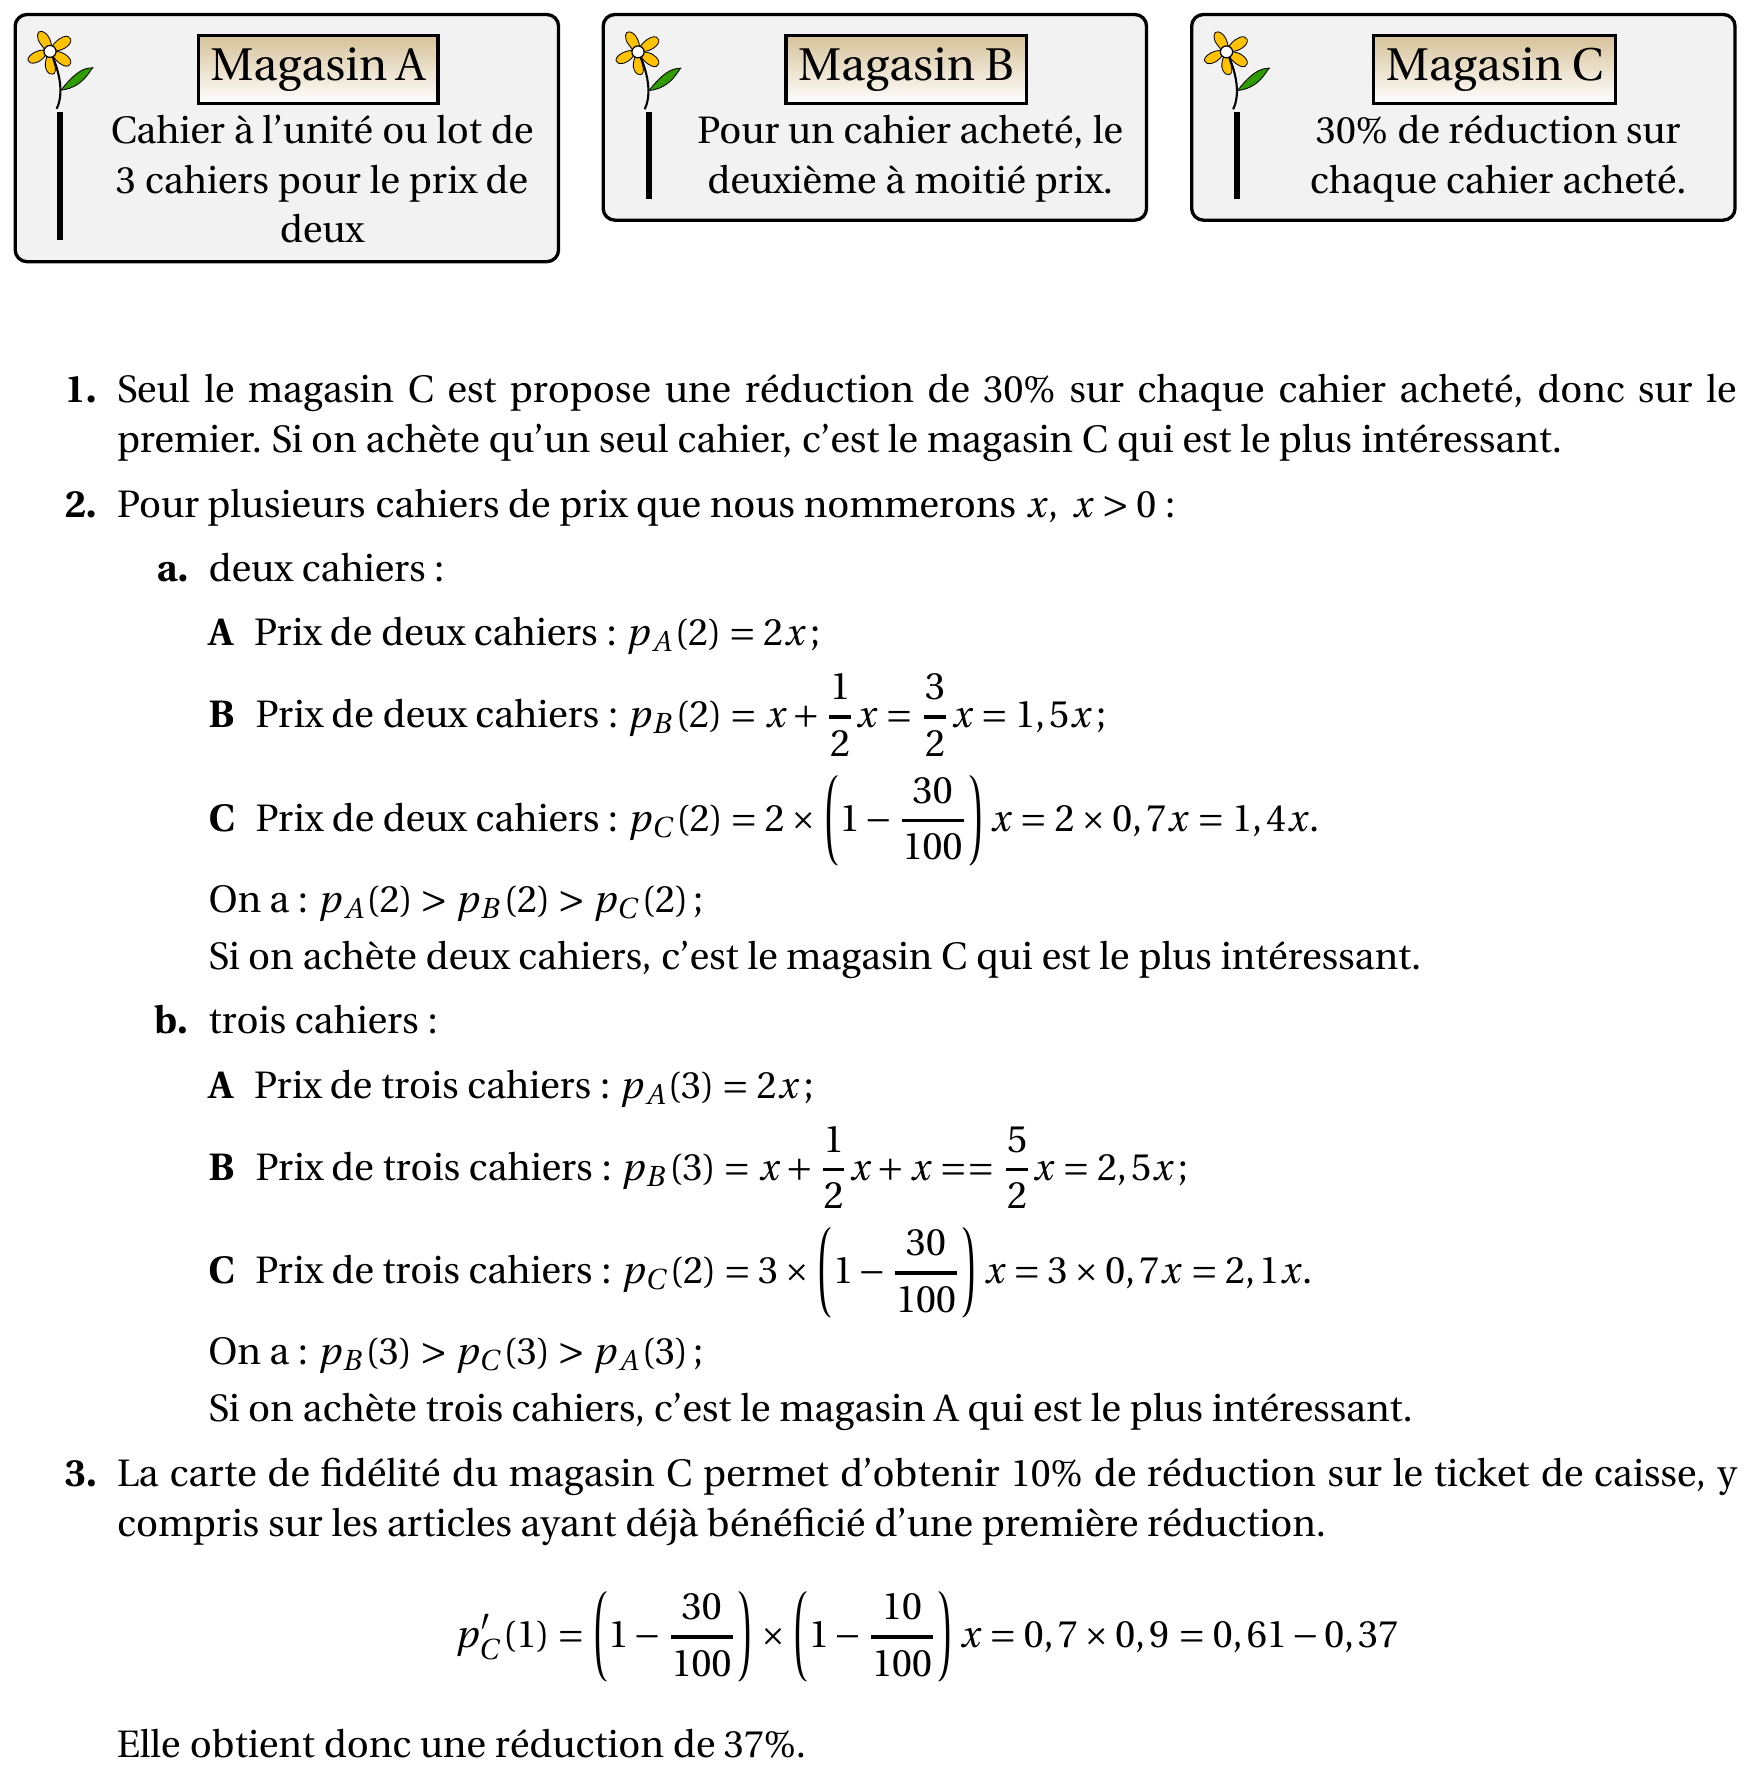 Magasin A
Cahier à l'unité ou lot de
3 cahiers pour le prix de
deux
Magasin B
Pour un cahier acheté, le
deuxième à moitié prix.
Magasin C
30% de réduction sur
chaque cahier acheté.
1. Seul le magasin C est propose une réduction de 30% sur chaque cahier acheté, donc sur le
premier. Si on achète qu'un seul cahier, c'est le magasin C qui est le plus intéressant.
2. Pour plusieurs cahiers de prix que nous nommerons x, x > 0 :
a. deux cahiers :
A Prix de deux cahiers : p_A(2) = 2x;
B Prix de deux cahiers : p_B(2) = x + \frac{1}{2}x = \frac{3}{2}x = 1,5x;
C Prix de deux cahiers : p_C(2) = 2 × \left(1 − \frac{30}{100}\right) x = 2 × 0,7x = 1,4x.
On a : p_A(2) > p_B(2) > p_C(2) ;
Si on achète deux cahiers, c'est le magasin C qui est le plus intéressant.
b. trois cahiers :
A Prix de trois cahiers : p_A(3) = 2x;
B Prix de trois cahiers : p_B(3) = x + \frac{1}{2}x + x == \frac{5}{2}x = 2,5x;
C Prix de trois cahiers : p_C(2) = 3 × \left(1 − \frac{30}{100}\right) x = 3 × 0,7x = 2,1x.
On a : p_B(3) > p_C(3) > p_A(3) ;
Si on achète trois cahiers, c'est le magasin A qui est le plus intéressant.
3. La carte de fidélité du magasin C permet d'obtenir 10% de réduction sur le ticket de caisse, y
compris sur les articles ayant déjà bénéficié d'une première réduction.
p'_C(1) = \left(1 − \frac{30}{100}\right) × \left(1 − \frac{10}{100}\right) x = 0,7 × 0,9 = 0,61 − 0,37
Elle obtient donc une réduction de 37%.